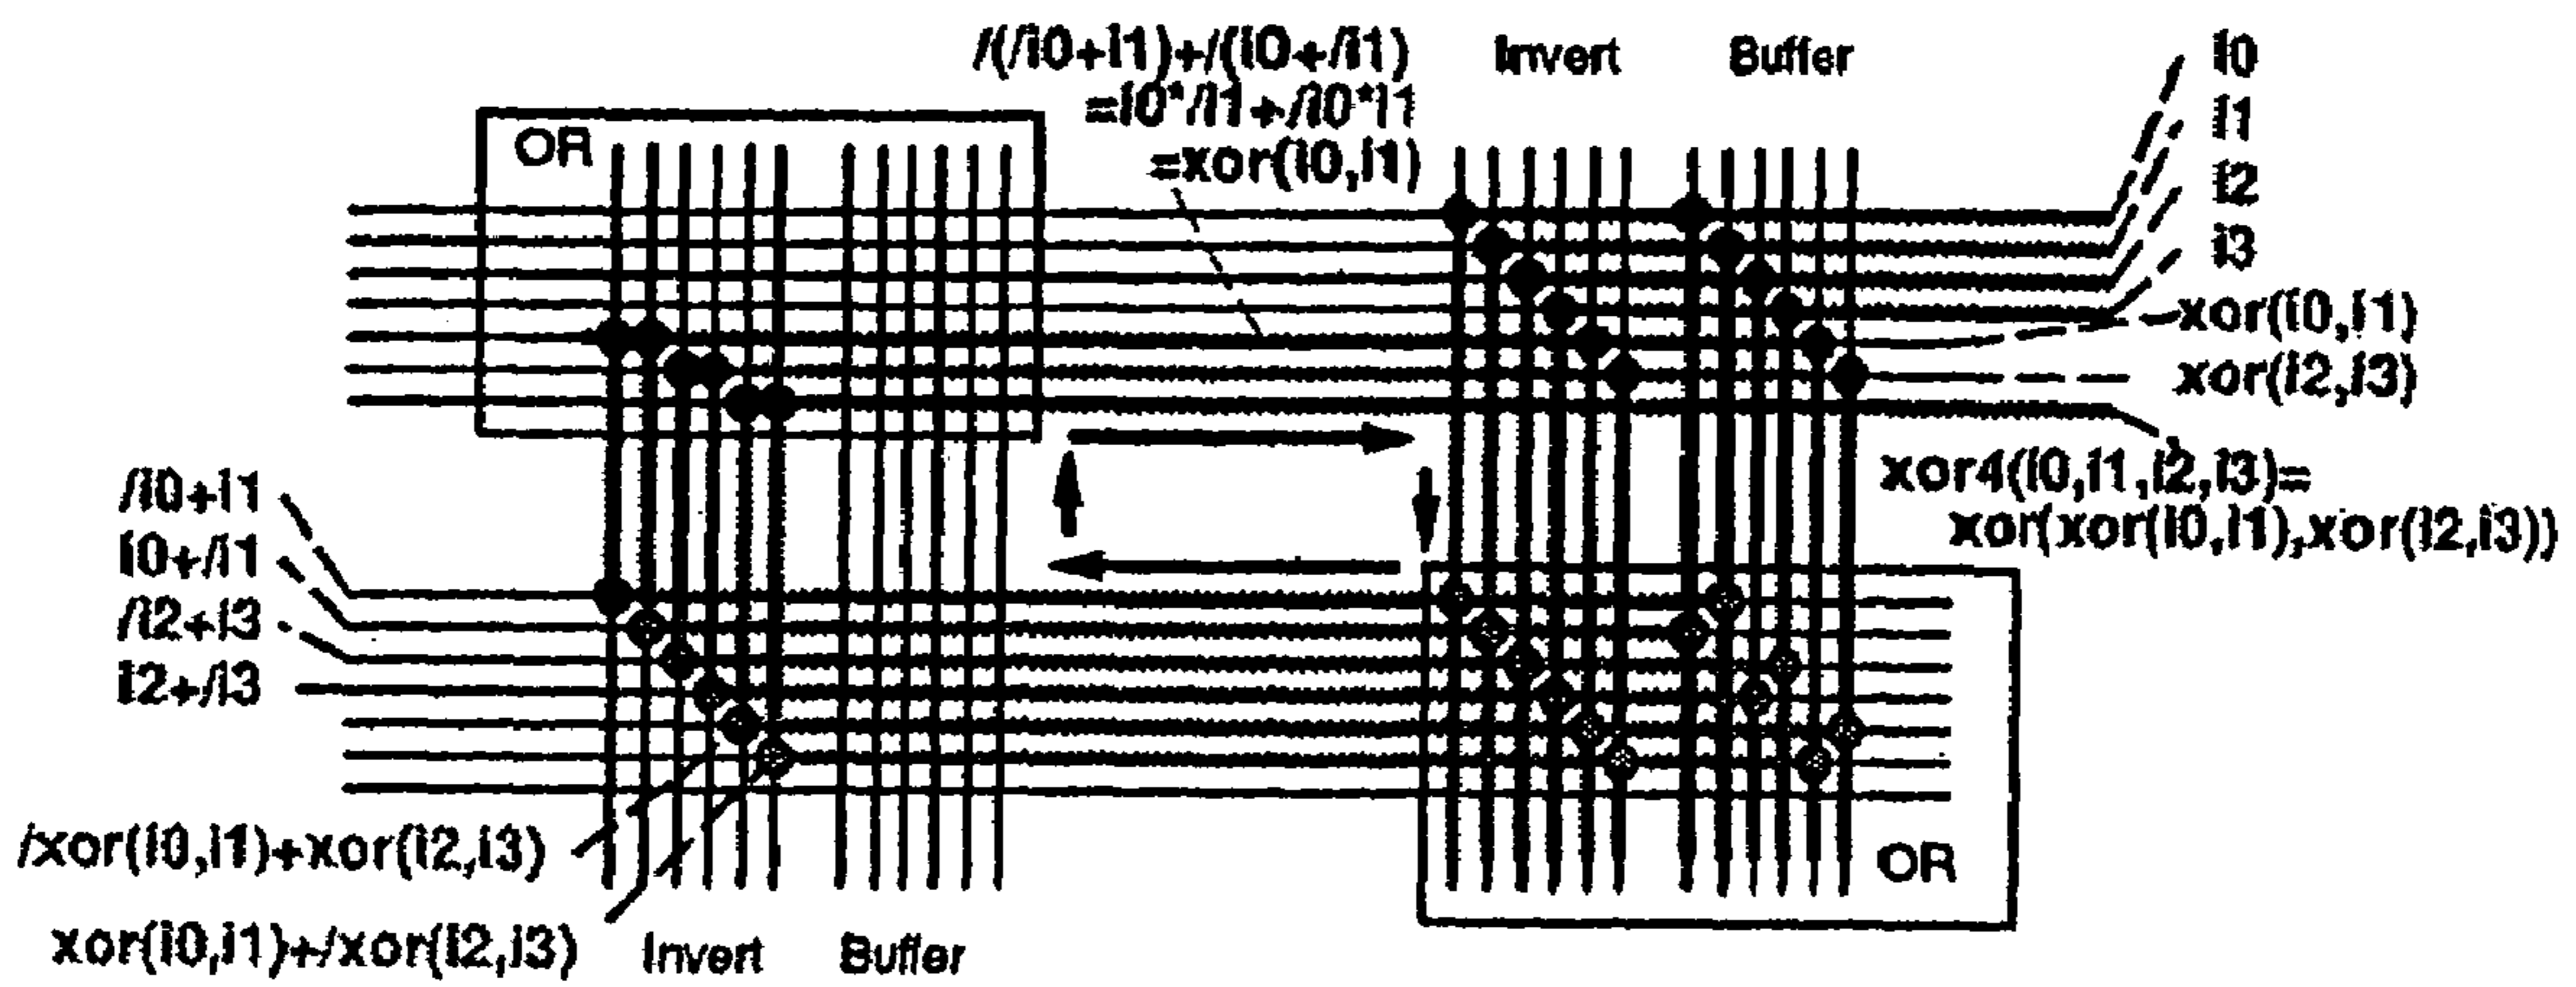 /(/i0+i1)+/(i0+/i1)
=i0*/i1+/i0*i1
=xor(i0,i1)
Invert
Buffer
i0
i1
i2
i3
xor(i0,i1)
xor(i2,i3)
xor4(i0,i1,i2,i3)=
xor(xor(i0,i1),xor(i2,i3))
OR
/i0+i1
i0+/i1
/i2+i3
i2+/i3
/xor(i0,i1)+xor(i2,i3)
xor(i0,i1)+/xor(i2,i3)
Invert
Buffer
OR